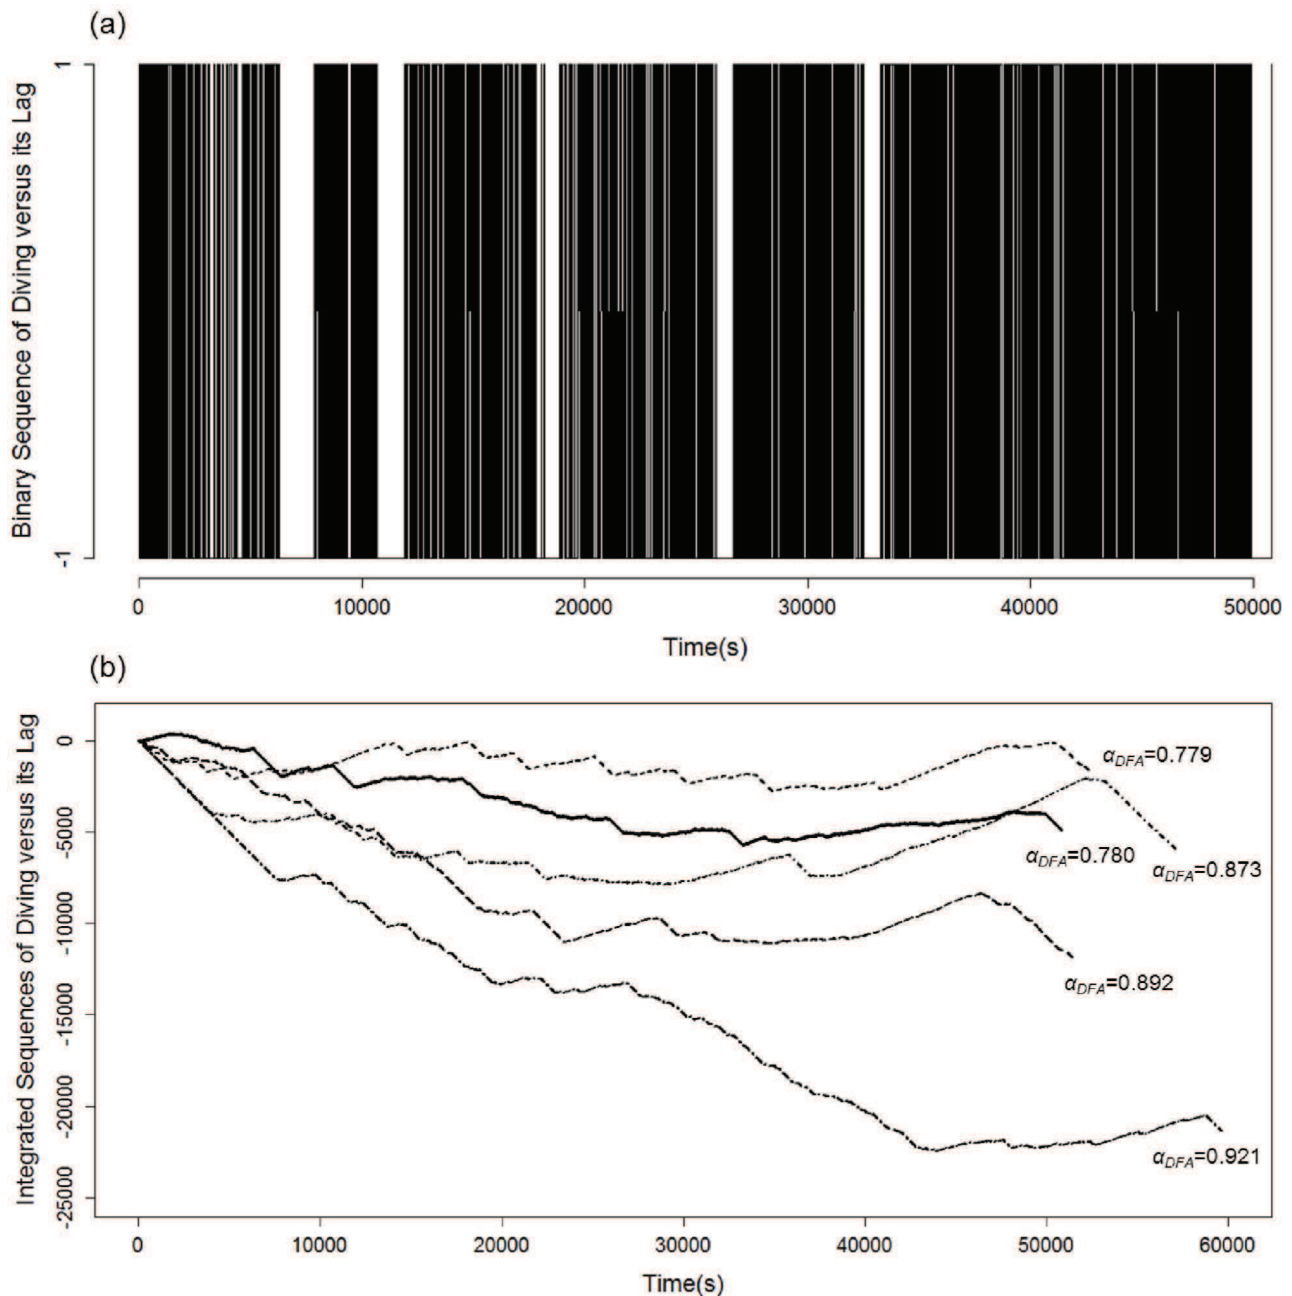 (a)
Binary Sequence of Diving versus its Lag
1
-1
0 10000 20000 30000 40000 50000
Time(s)
(b)
Integrated Sequences of Diving versus its Lag
0
-5000
-10000
-15000
-20000
-25000
αDFA=0.779
αDFA=0.780
αDFA=0.873
αDFA=0.892
αDFA=0.921
0 10000 20000 30000 40000 50000 60000
Time(s)